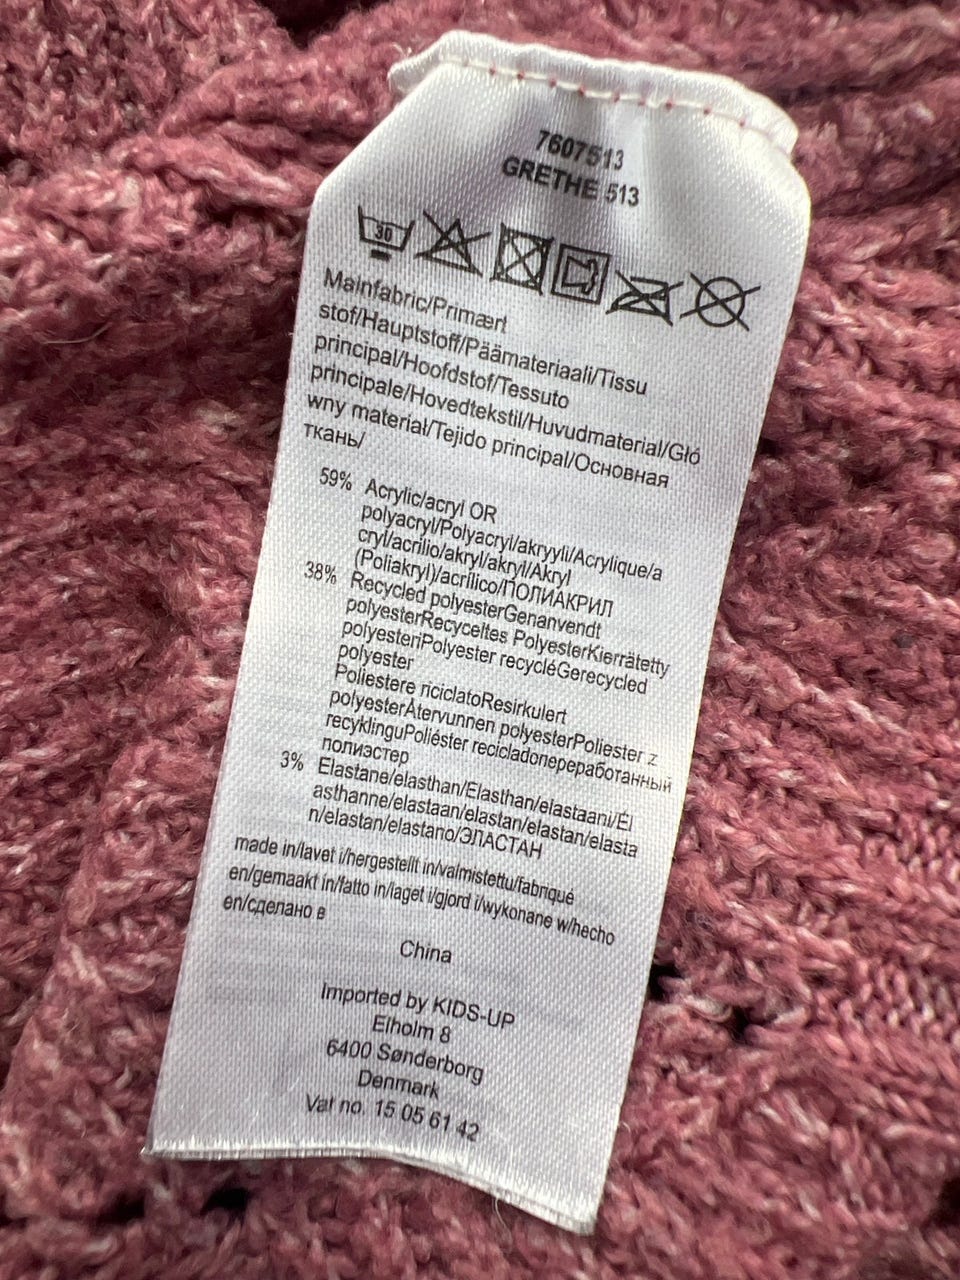 7607513
GRETHE 513
30
Mainfabric/Primært
stof/Hauptstoff/Päämateriaali/Tissu
principal/Hoofdstof/Tessuto
principale/Hovedtekstil/Huvudmaterial/Głó
wny materiał/Tejido principal/Основная
ткань/
59% Acrylic/acryl OR
polyacryl/Polyacryl/akryyli/Acrylique/a
cryl/acrilio/akryl/akryl/Akryl
(Poliakryl)/acrílico/ПОЛИАКРИЛ
38% Recycled polyesterGenanvendt
polyesterRecyceltes PolyesterKierrätetty
polyesteriPolyester recycléGerecycled
polyester
Poliestere riciclatoResirkulert
polyesterÅtervunnen polyesterPoliester z
recyklinguPoliéster recicladoпереработанный
полиэстер
3% Elastane/elasthan/Elasthan/elastaani/Él
asthanne/elastaan/elastan/elastan/elasta
n/elastan/elastano/ЭЛАСТАН
made in/lavet i/hergestellt in/valmistettu/fabriqué
en/gemaakt in/fatto in/laget i/gjord i/wykonane w/hecho
en/сделано в
China
Imported by KIDS-UP
Elholm 8
6400 Sønderborg
Denmark
Vat no. 15 05 61 42